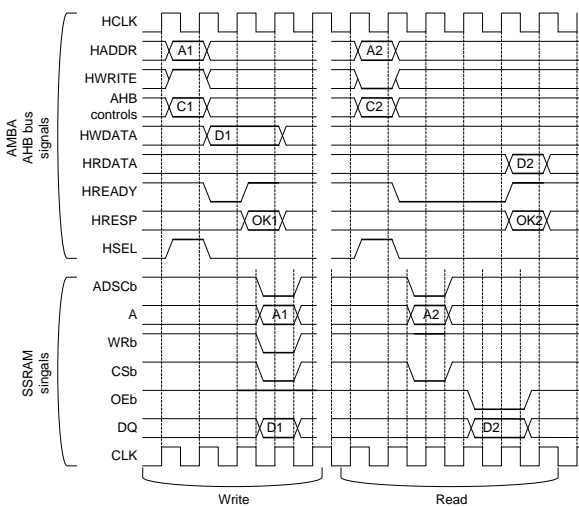 HCLK
HADDR A1 A2
HWRITE
AHB
controls C1 C2
HWDATA D1
HRDATA D2
HREADY
HRESP OK1 OK2
HSEL
AMBA
AHB bus
signals
ADSCb
A A1 A2
WRb
CSb
OEb
DQ D1 D2
CLK
SSRAM
singals
Write Read